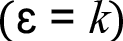 (ε = k)